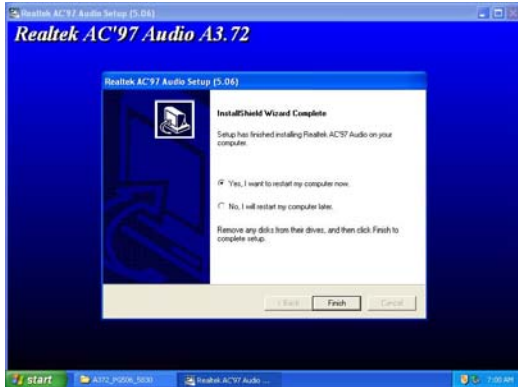 Realtek AC'97 Audio Setup (5.06)
Realtek AC'97 Audio A3.72
Realtek AC'97 Audio Setup (5.06)
InstallShield Wizard Complete
Setup has finished installing Realtek AC'97 Audio on your
computer.
Yes, I want to restart my computer now.
No, I will restart my computer later.
Remove any disks from their drives, and then click Finish to
complete setup.
< Back
Finish
Cancel
start
Realtek AC'97 Audio ...
7:00 AM